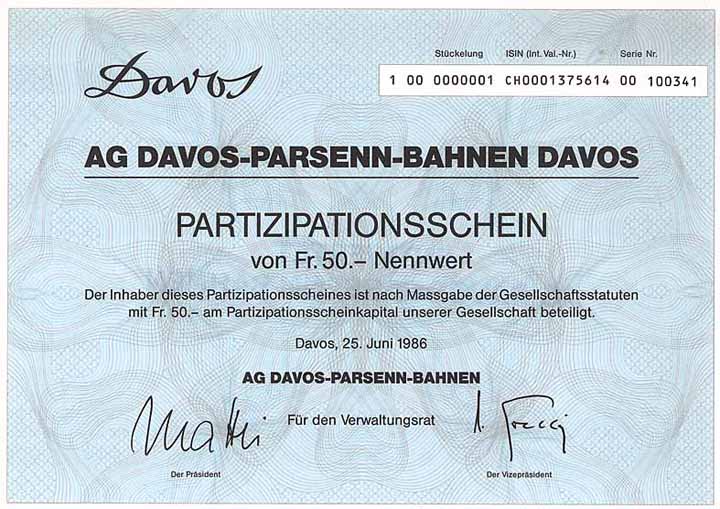 Davos
Stückelung ISIN (Int. Val.-Nr.) Serie Nr.
1 00 0000001 CH0001375614 00 100341
AG DAVOS-PARSENN-BAHNEN DAVOS
PARTIZIPATIONSSCHEIN
von Fr. 50.– Nennwert
Der Inhaber dieses Partizipationsscheines ist nach Massgabe der Gesellschaftsstatuten
mit Fr. 50.– am Partizipationsscheinkapital unserer Gesellschaft beteiligt.
Davos, 25. Juni 1986
AG DAVOS-PARSENN-BAHNEN
Für den Verwaltungsrat
Der Präsident Der Vizepräsident